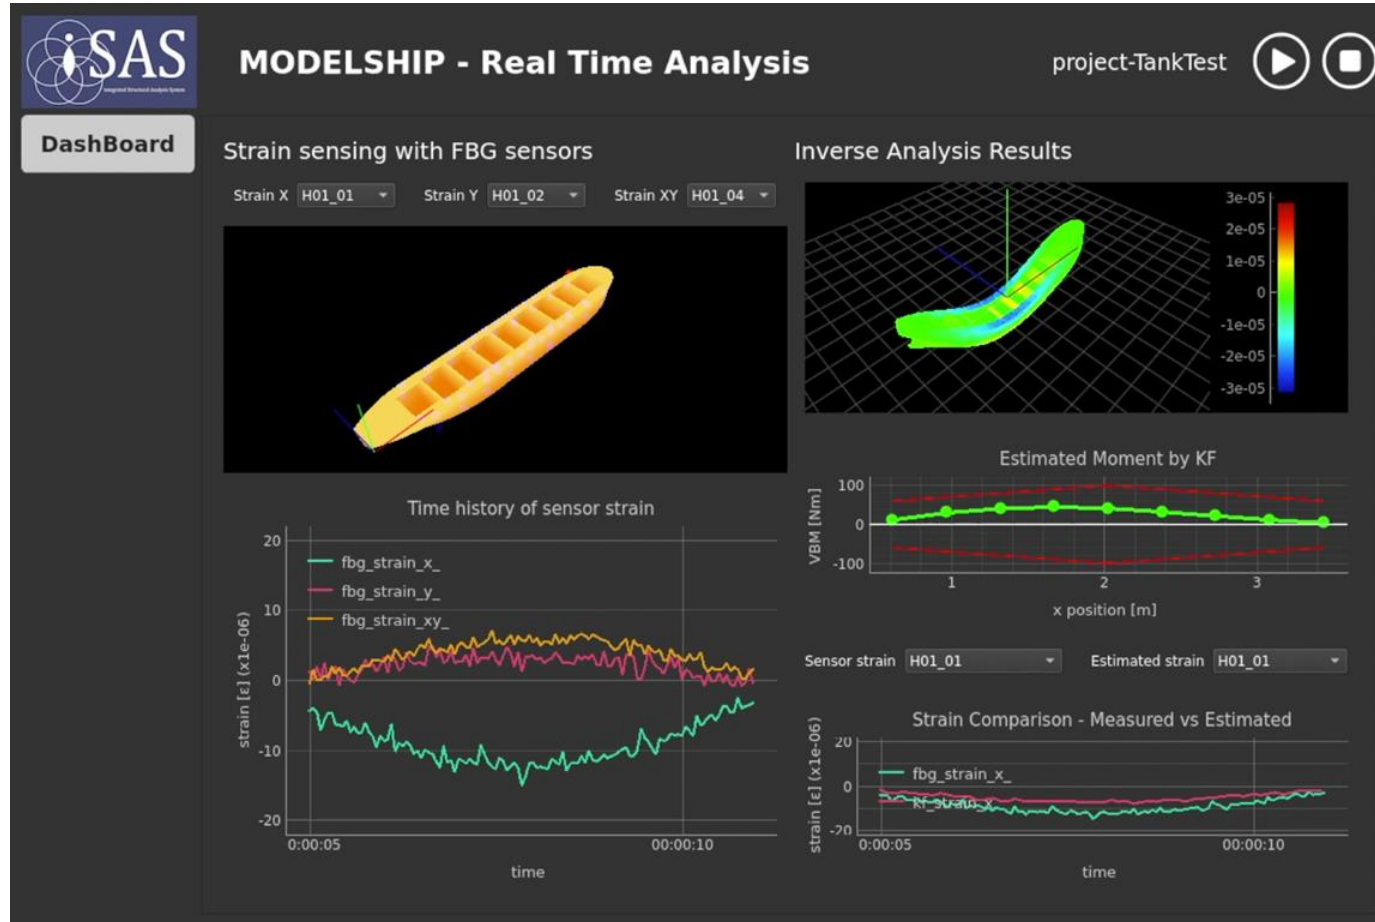 iSAS
Integrated Structural Analysis System
MODELSHIP - Real Time Analysis
project-TankTest
DashBoard
Strain sensing with FBG sensors
Strain X H01_01
Strain Y H01_02
Strain XY H01_04
Time history of sensor strain
20
10
0
-10
-20
strain [ε] (x1e-06)
fbg_strain_x_
fbg_strain_y_
fbg_strain_xy_
0:00:05
00:00:10
time
Inverse Analysis Results
3e-05
2e-05
1e-05
0
-1e-05
-2e-05
-3e-05
Estimated Moment by KF
100
0
-100
VBM [Nm]
1
2
3
x position [m]
Sensor strain H01_01
Estimated strain H01_01
Strain Comparison - Measured vs Estimated
20
0
-20
strain [ε] (x1e-06)
fbg_strain_x_
kf_strain_x_
0:00:05
00:00:10
time